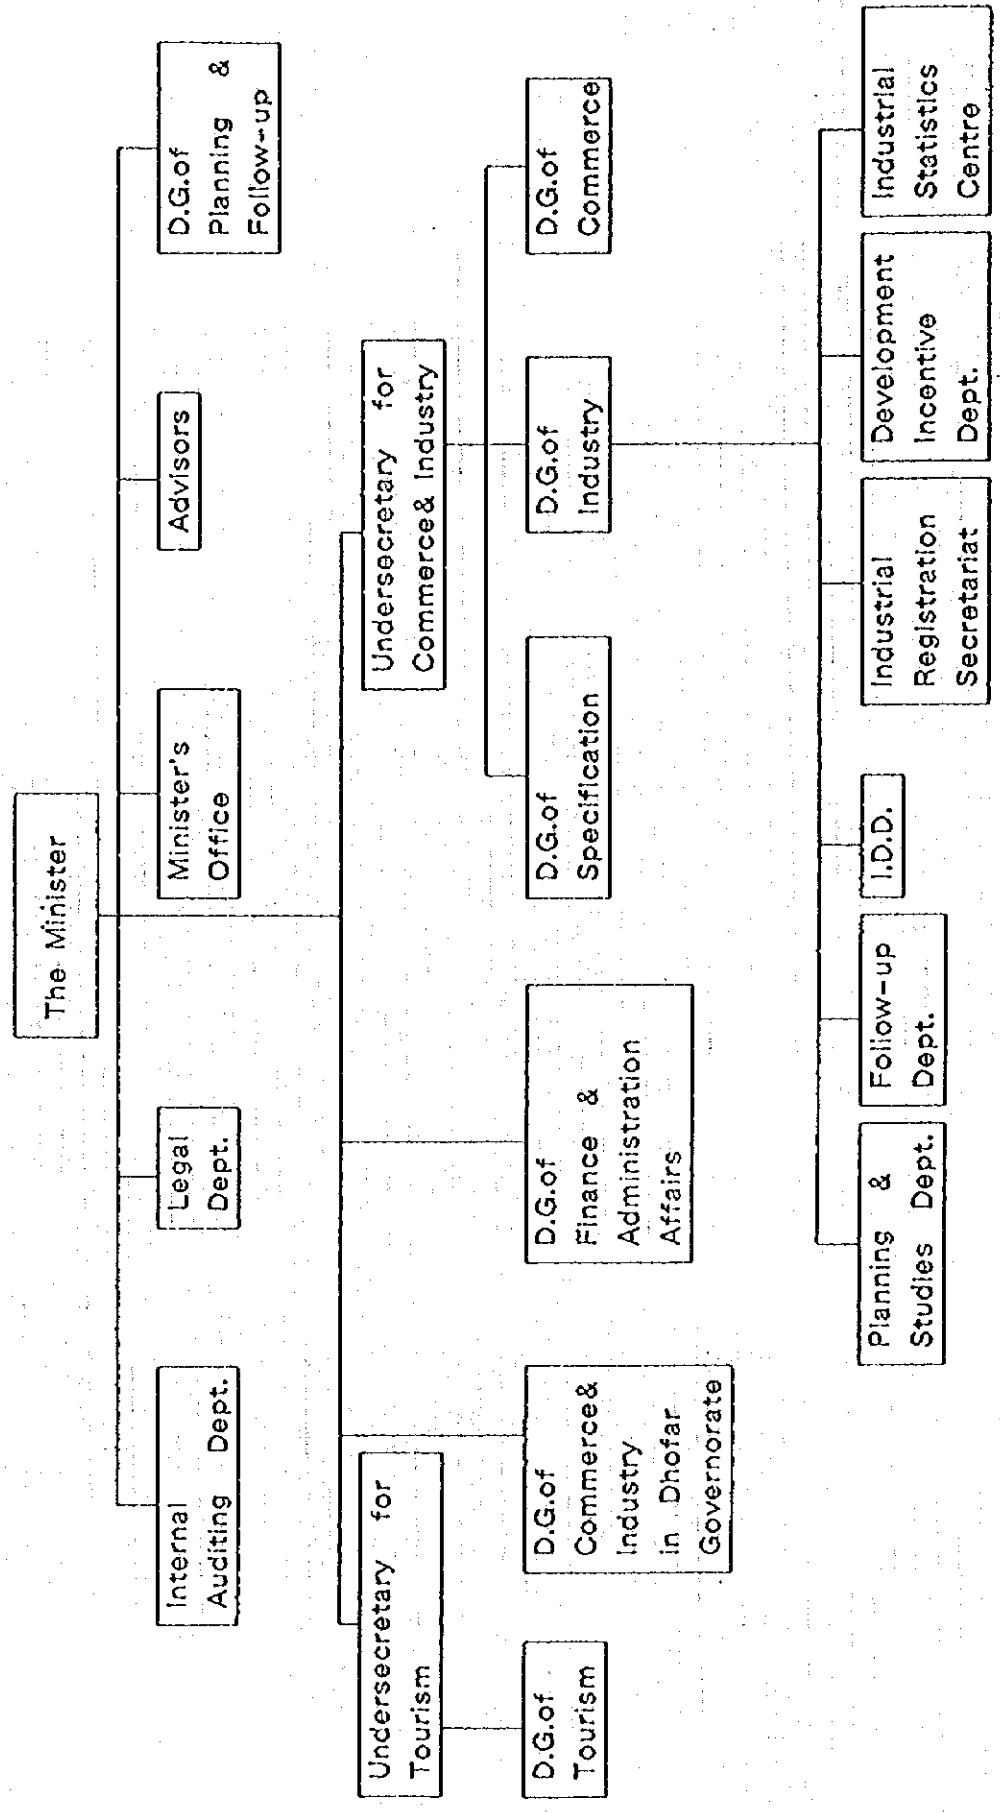 The Minister
Internal
Auditing Dept.
Legal
Dept.
Minister's
Office
Advisors
D.G.of
Planning &
Follow-up
Undersecretary for
Tourism
Undersecretary for
Commerce& Industry
D.G.of
Tourism
D.G.of
Commerce&
Industry
in Dhofar
Governorate
D.G.of
Finance &
Administration
Affairs
D.G.of
Specification
D.G.of
Industry
D.G.of
Commerce
Planning &
Studies Dept.
Follow-up
Dept.
I.D.D.
Industrial
Registration
Secretariat
Development
Incentive
Dept.
Industrial
Statistics
Centre